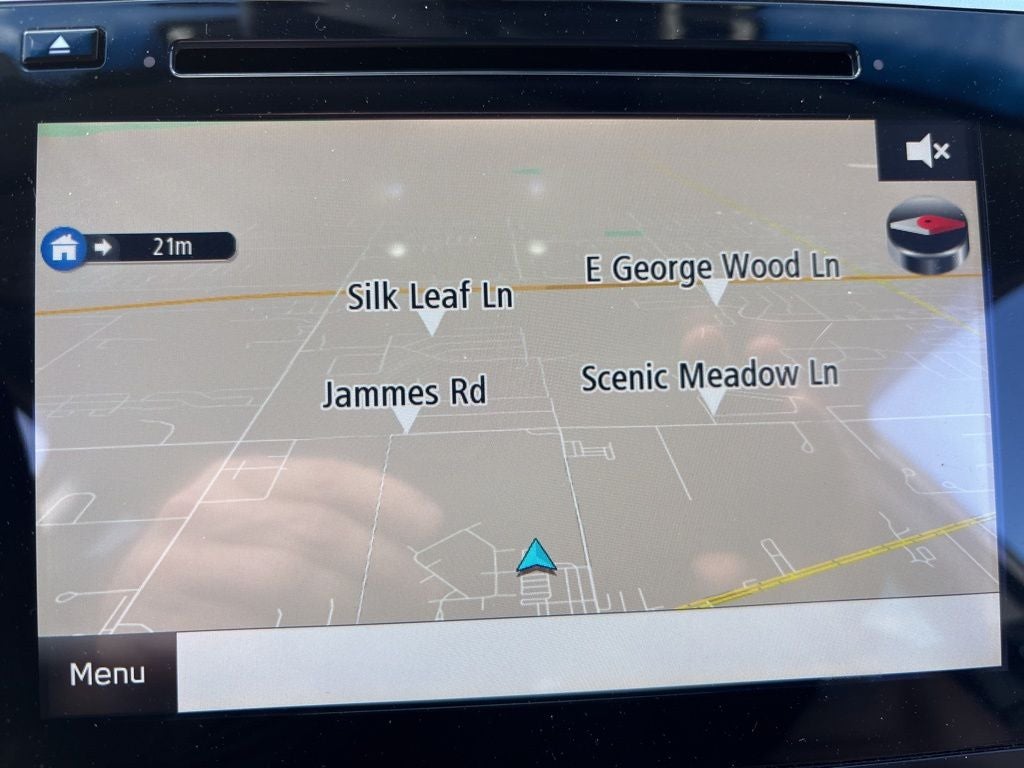 21m
E George Wood Ln
Silk Leaf Ln
Scenic Meadow Ln
Jammes Rd
Menu